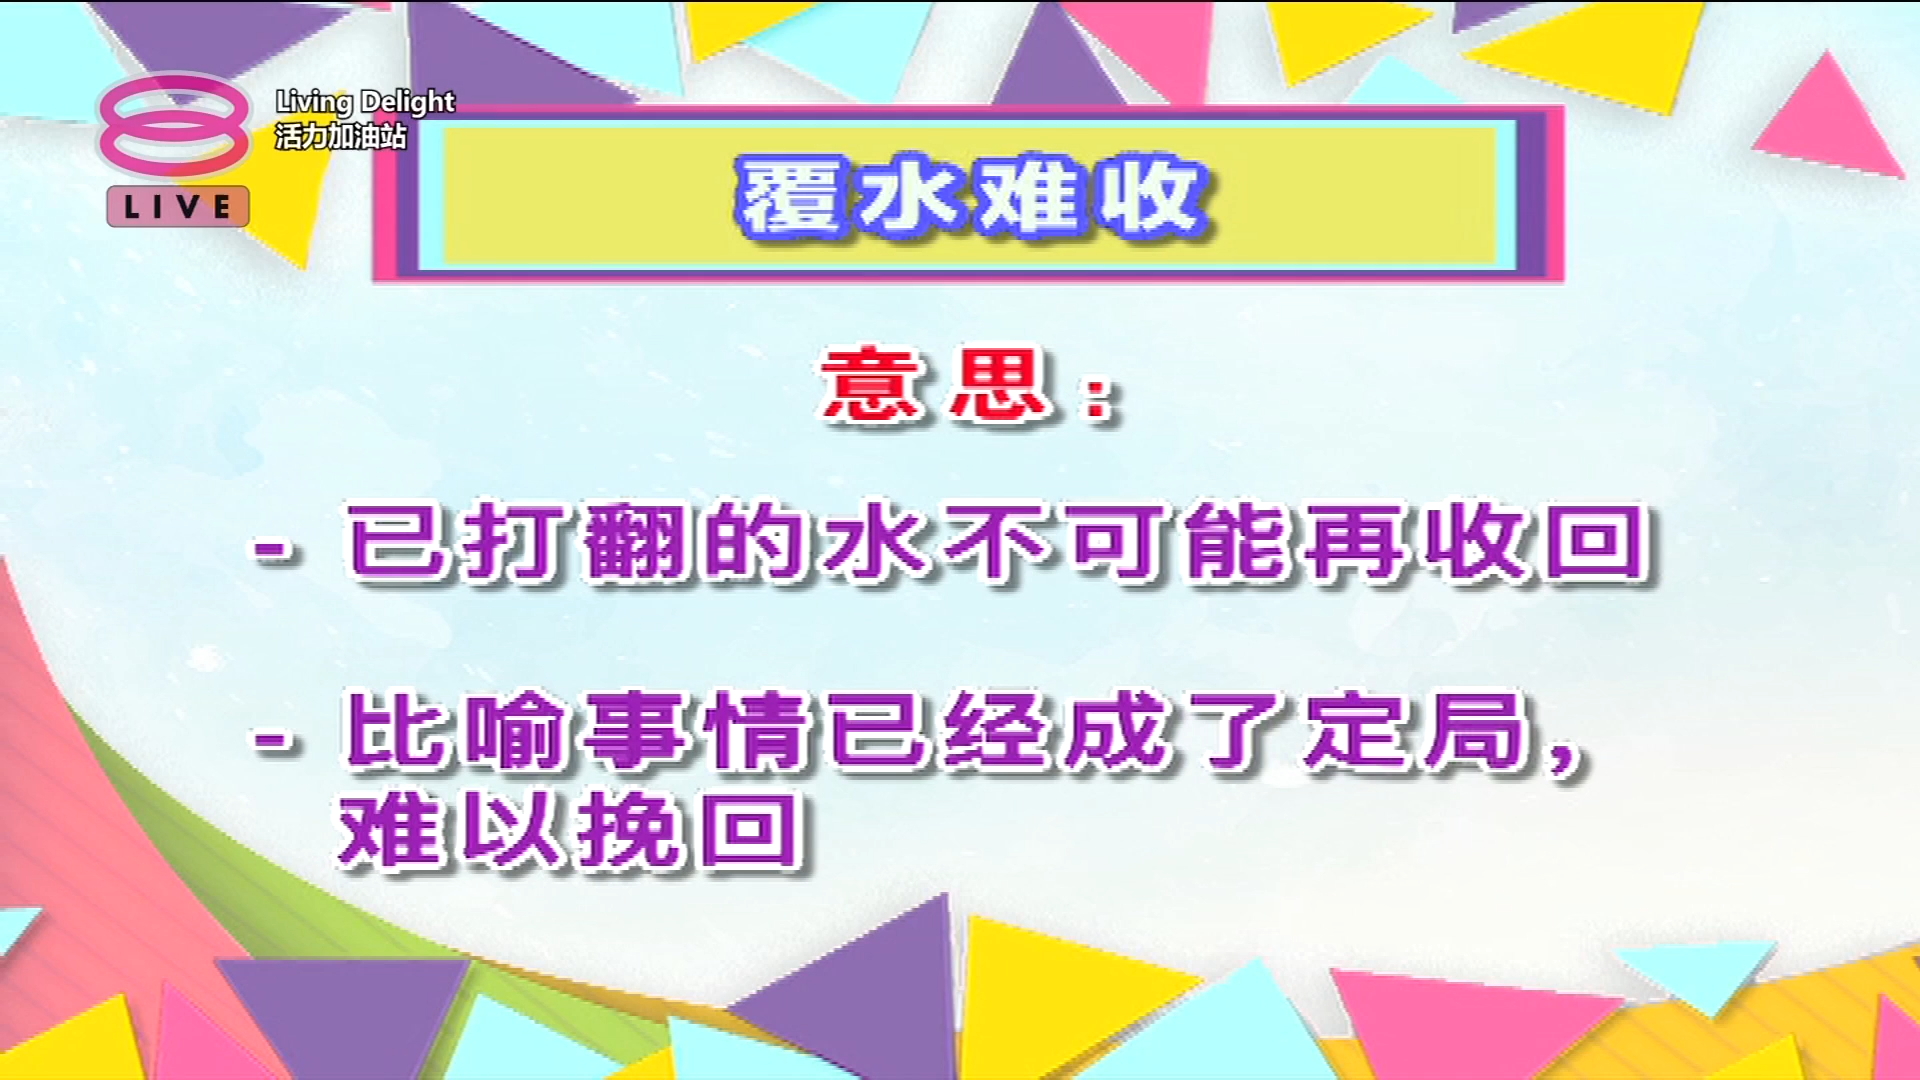 Living Delight
活力加油站
LIVE
覆水难收
意思:
- 已打翻的水不可能再收回
- 比喻事情已经成了定局,
难以挽回